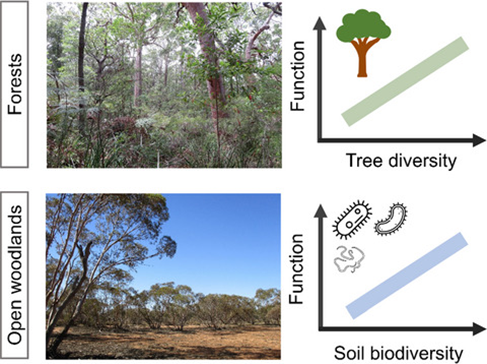 Forests
Function
Tree diversity
Open woodlands
Function
Soil biodiversity